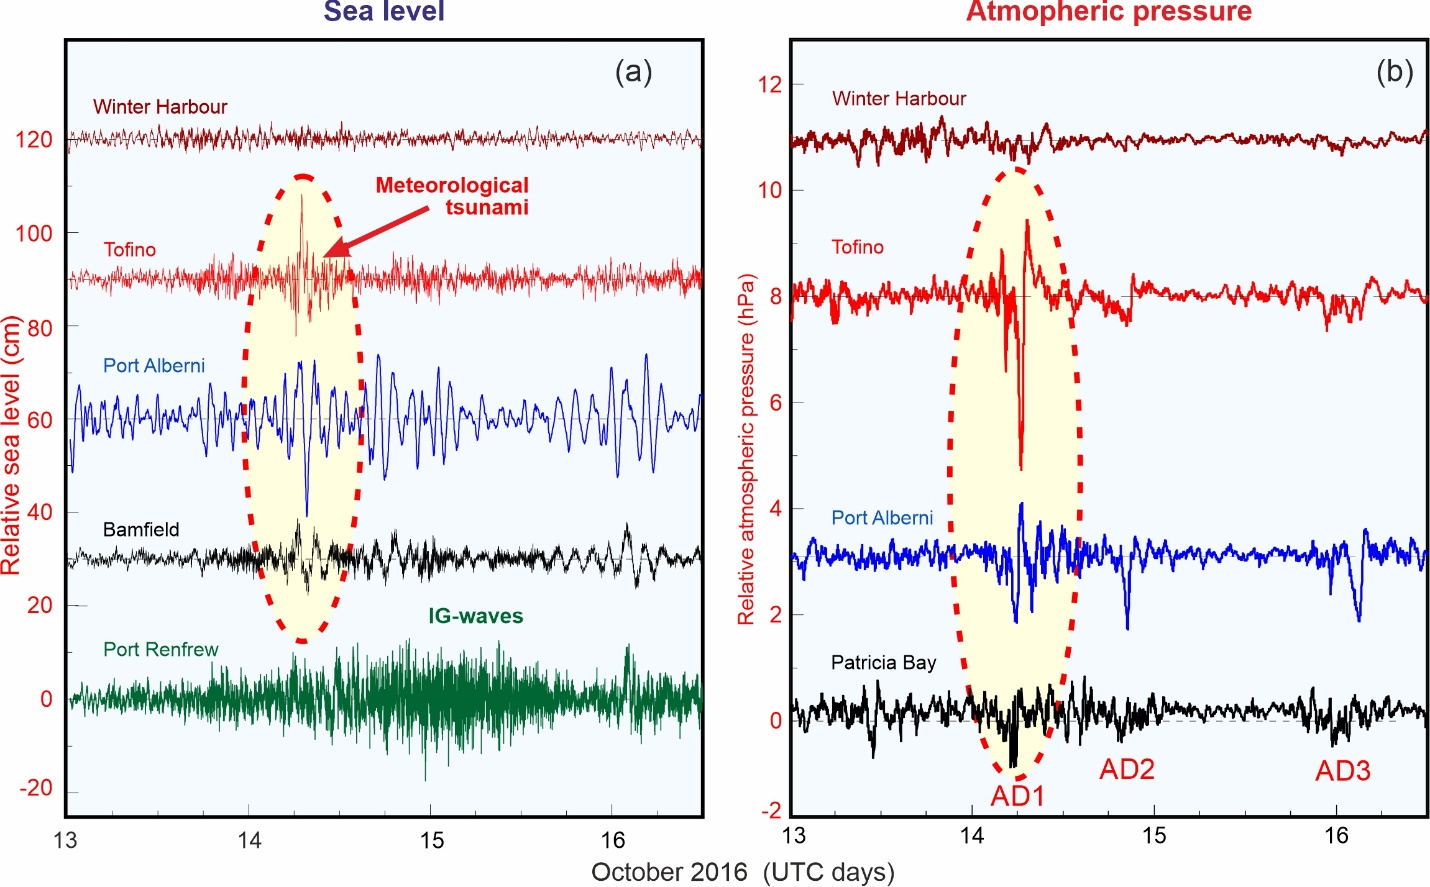 Sea level
Atmopheric pressure
(a)
Winter Harbour
120
Meteorological
tsunami
100
Tofino
80
Port Alberni
60
40
Bamfield
20
IG-waves
Port Renfrew
0
-20
Relative sea level (cm)
13
14
15
16
(b)
12
Winter Harbour
10
Tofino
8
4
Port Alberni
2
Patricia Bay
0
AD1
AD2
AD3
-2
Relative atmospheric pressure (hPa)
13
14
15
16
October 2016 (UTC days)